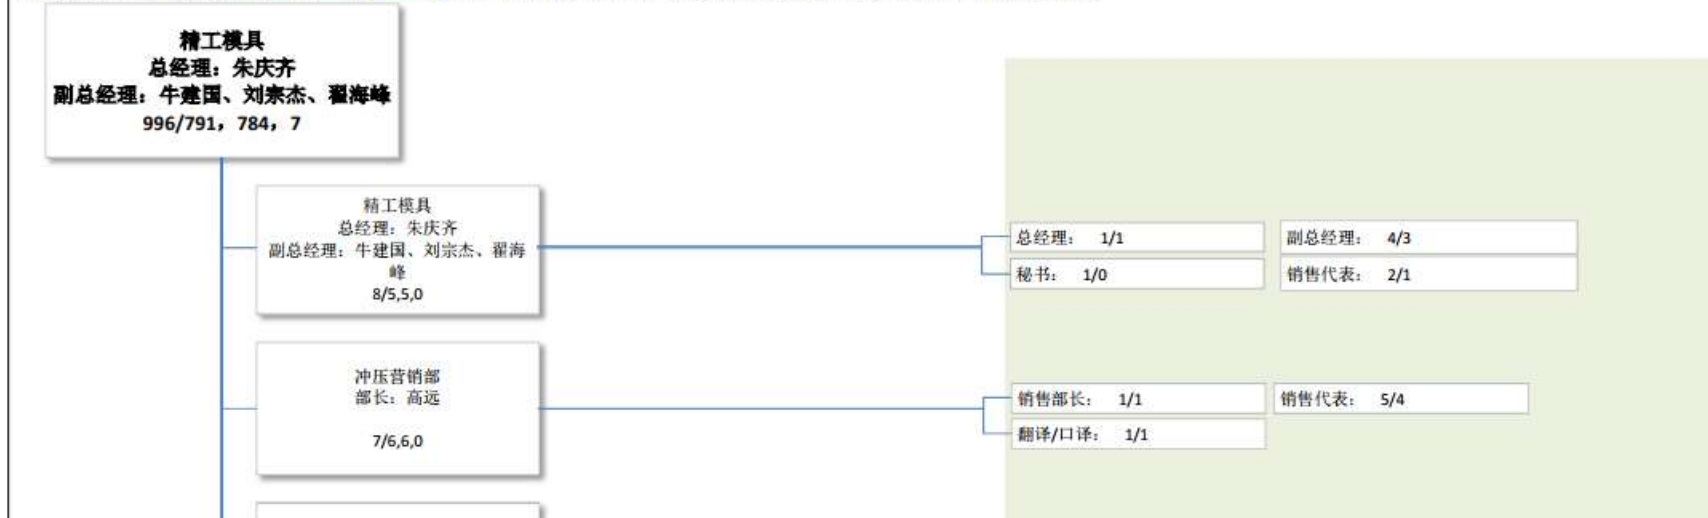 精工模具
总经理：朱庆齐
副总经理：牛建国、刘宗杰、翟海峰
996/791，784，7
精工模具
总经理：朱庆齐
副总经理：牛建国、刘宗杰、翟海
峰
8/5,5,0
总经理： 1/1
副总经理： 4/3
秘书： 1/0
销售代表： 2/1
冲压营销部
部长：高远
7/6,6,0
销售部长： 1/1
销售代表： 5/4
翻译/口译： 1/1